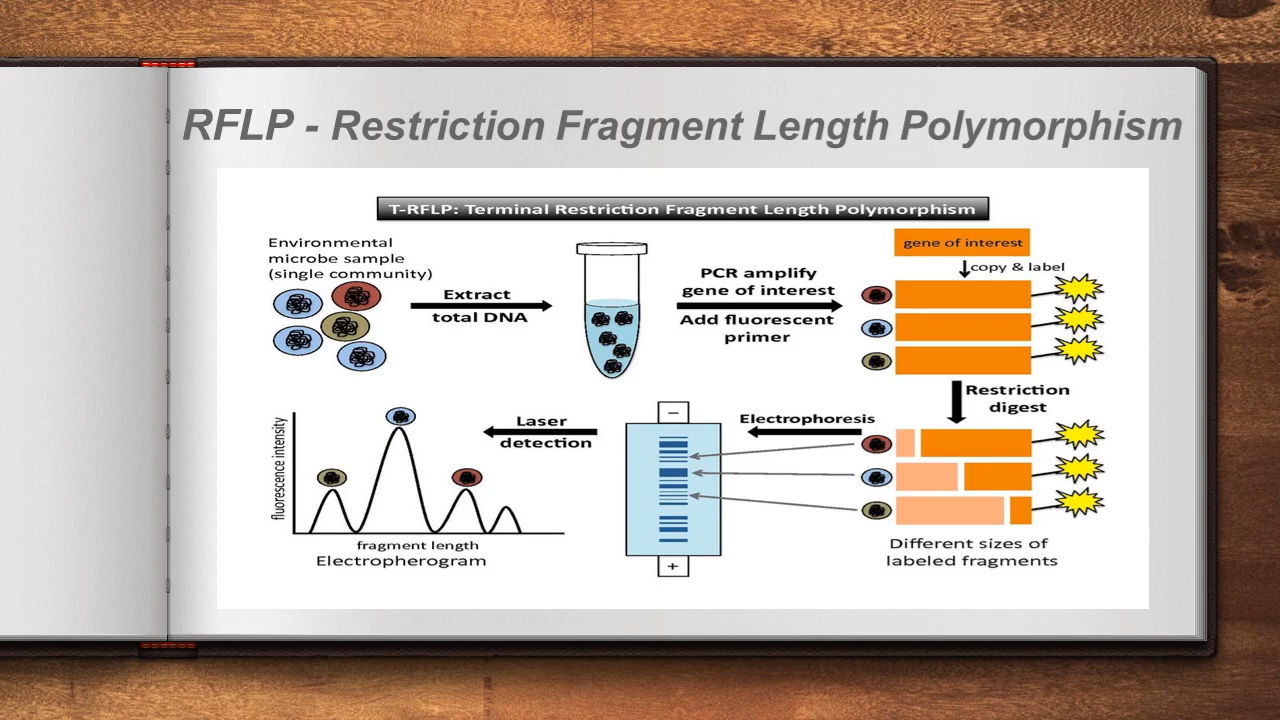 RFLP - Restriction Fragment Length Polymorphism
T-RFLP: Terminal Restriction Fragment Length Polymorphism
Environmental
microbe sample
(single community)
Extract
total DNA
PCR amplify
gene of interest
Add fluorescent
primer
gene of interest
copy & label
Restriction
digest
Different sizes of
labeled fragments
Electrophoresis
−
+
Laser
detection
fluorescence intensity
fragment length
Electropherogram